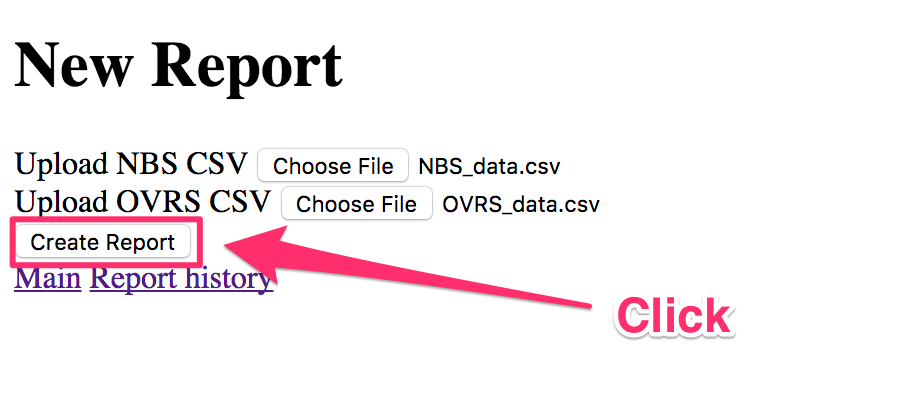 New Report
Upload NBS CSV Choose File NBS_data.csv
Upload OVRS CSV Choose File OVRS_data.csv
Create Report
Main Report history
Click